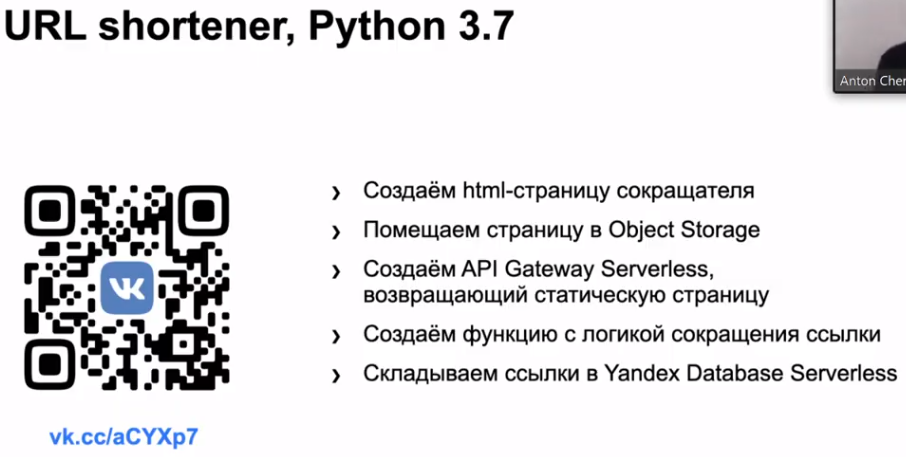 URL shortener, Python 3.7
Anton Cher
› Создаём html-страницу сокращателя
› Помещаем страницу в Object Storage
› Создаём API Gateway Serverless,
возвращающий статическую страницу
› Создаём функцию с логикой сокращения ссылки
› Складываем ссылки в Yandex Database Serverless
vk.cc/aCYXp7